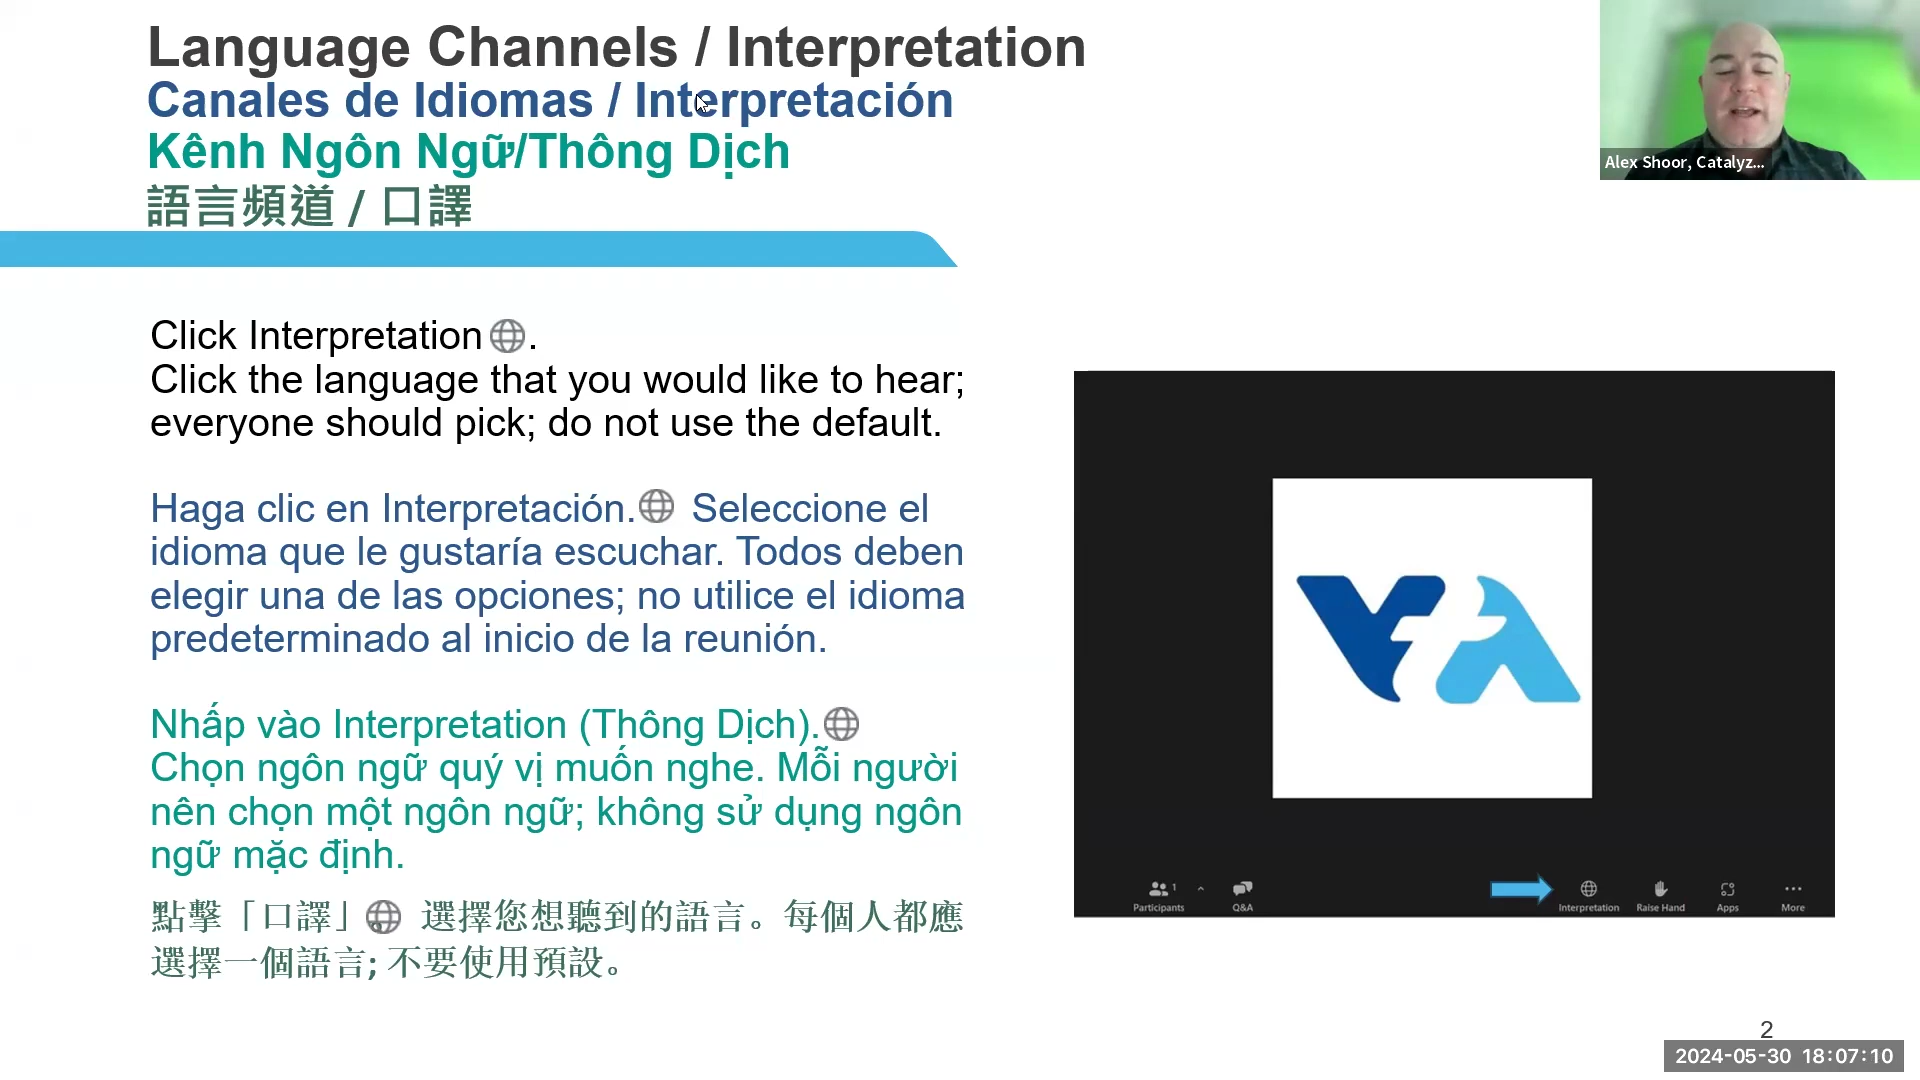 Language Channels / Interpretation
Canales de Idiomas / Interpretación
Kênh Ngôn Ngữ/Thông Dịch
語言頻道 / 口譯
Alex Shoor, Catalyz...
Click Interpretation.
Click the language that you would like to hear;
everyone should pick; do not use the default.
Haga clic en Interpretación. Seleccione el
idioma que le gustaría escuchar. Todos deben
elegir una de las opciones; no utilice el idioma
predeterminado al inicio de la reunión.
Nhấp vào Interpretation (Thông Dịch).
Chọn ngôn ngữ quý vị muốn nghe. Mỗi người
nên chọn một ngôn ngữ; không sử dụng ngôn
ngữ mặc định.
點擊「口譯」 選擇您想聽到的語言。每個人都應
選擇一個語言; 不要使用預設。
1
Participants Q&A Interpretation Raise Hand Apps More
2
2024-05-30 18:07:10